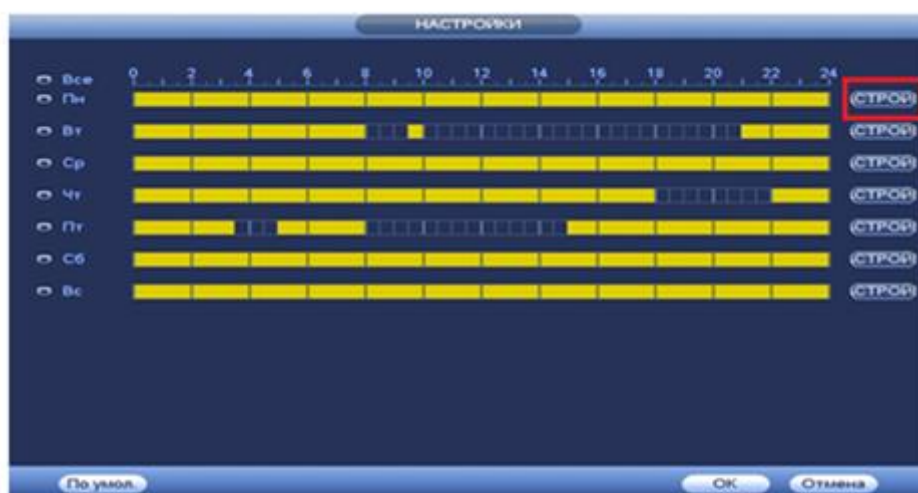 НАСТРОЙКИ
0 2 4 6 8 10 12 14 16 18 20 22 24
Все
Пн СТРОЙ
Вт СТРОЙ
Ср СТРОЙ
Чт СТРОЙ
Пт СТРОЙ
Сб СТРОЙ
Вс СТРОЙ
По умол. OK Отмена